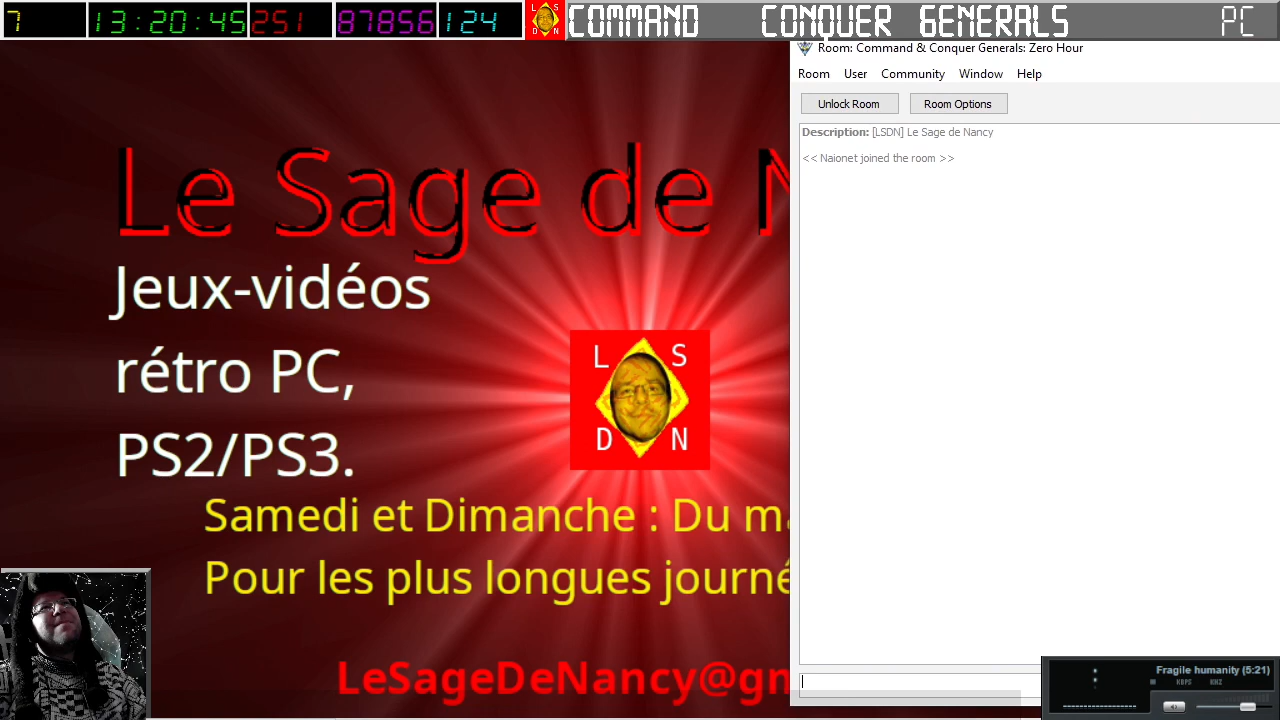 7 13:20:45 251 87856 124 L S D N COMMAND CONQUER GENERALS PC
Room: Command & Conquer Generals: Zero Hour
Room User Community Window Help
Unlock Room Room Options
Description: [LSDN] Le Sage de Nancy
<< Naionet joined the room >>
Le Sage de N
Jeux-vidéos
rétro PC,
PS2/PS3.
L S
D N
Samedi et Dimanche : Du ma
Pour les plus longues journé
LeSageDeNancy@gm
Fragile humanity (5:21)
KBPS KHZ